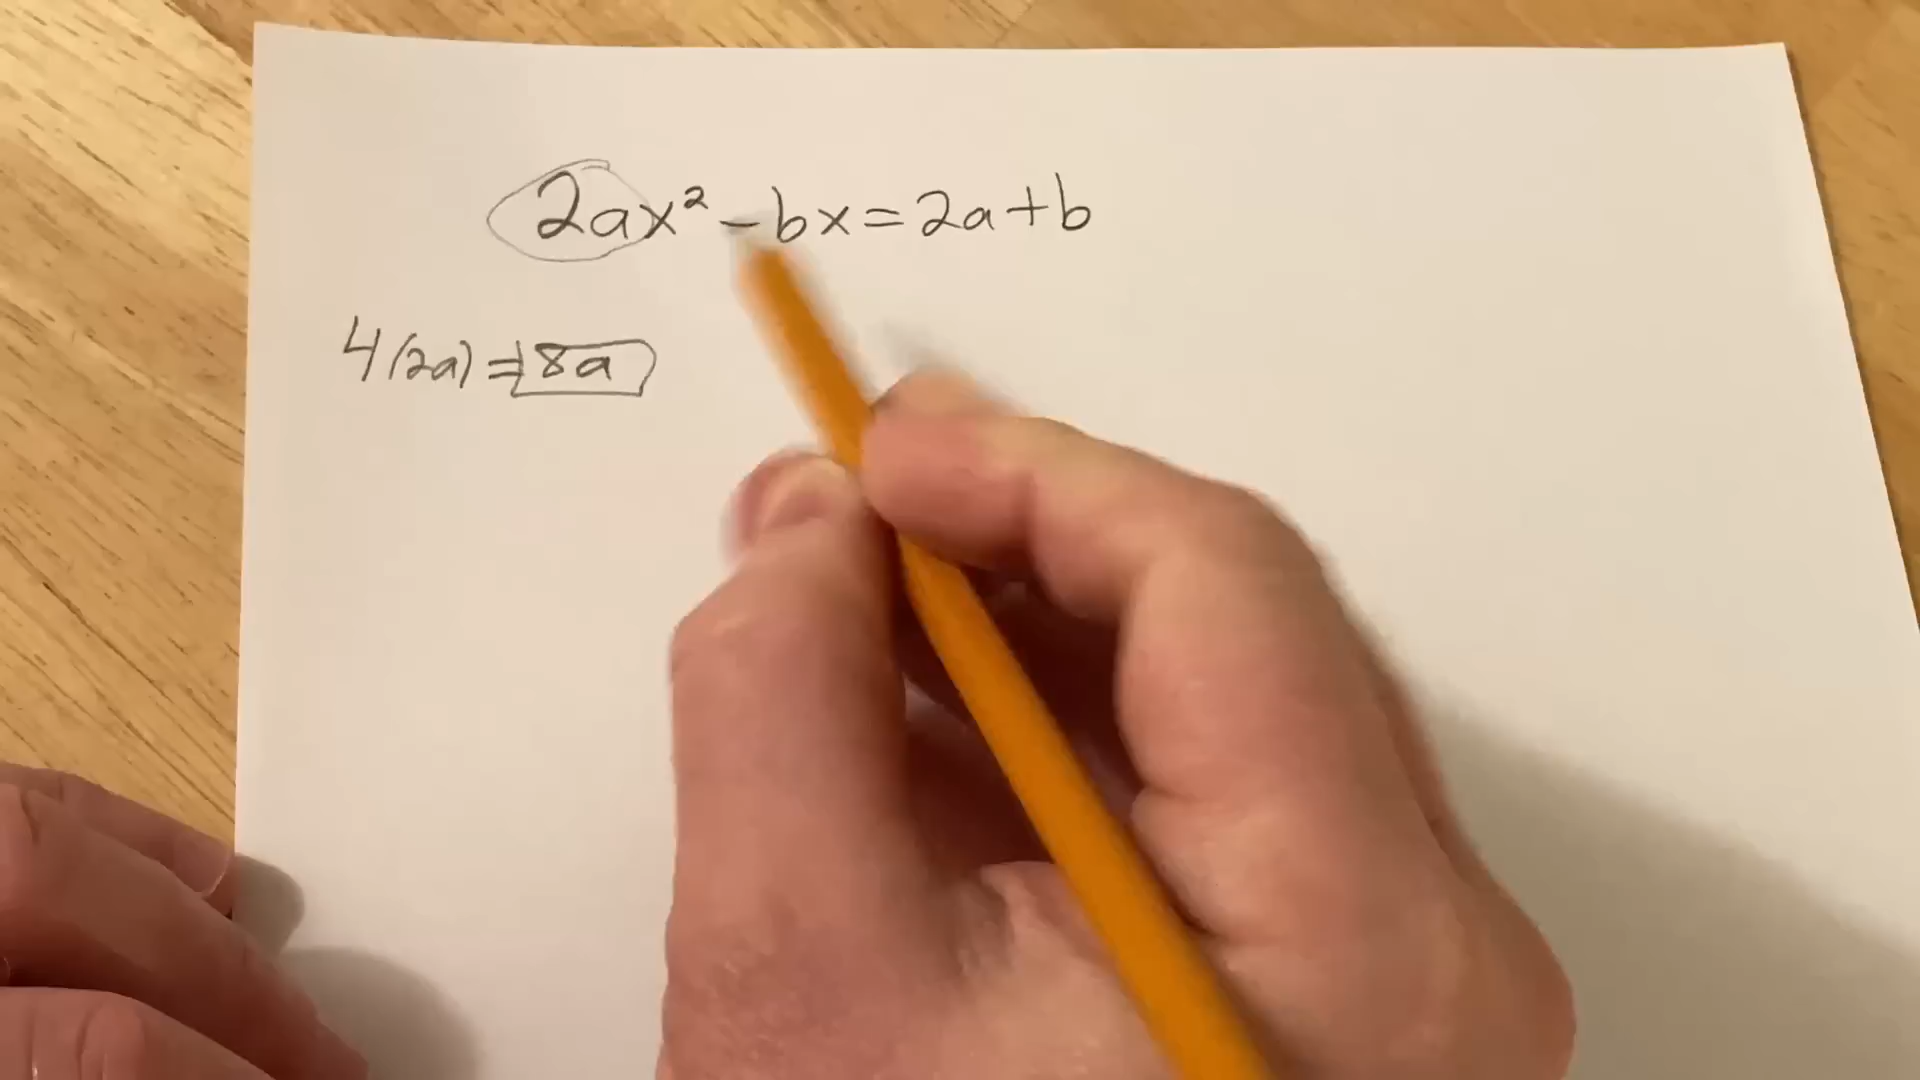 2ax² - bx = 2a + b
4(2a) = 8a